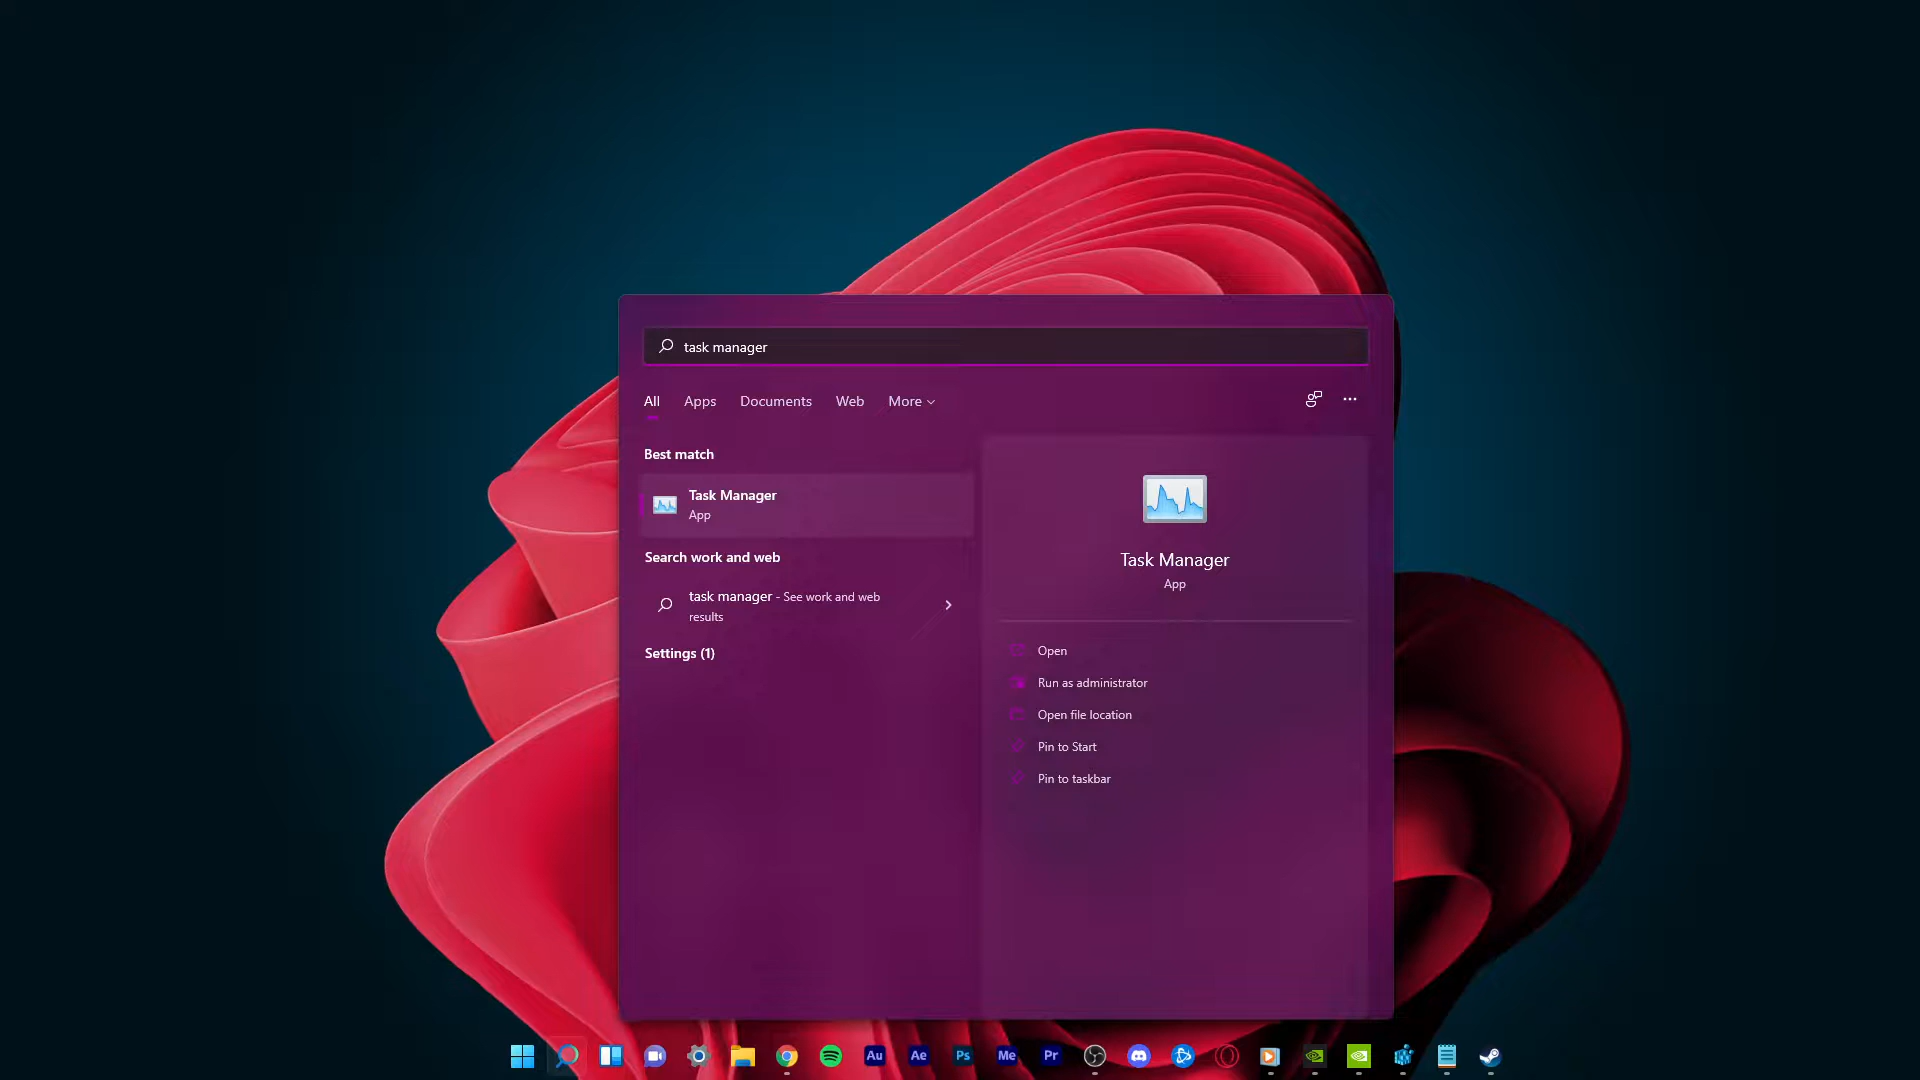 task manager
All Apps Documents Web More
Best match
Task Manager
App
Search work and web
task manager - See work and web
results
Settings (1)
Task Manager
App
Open
Run as administrator
Open file location
Pin to Start
Pin to taskbar
Au Ae Ps Me Pr